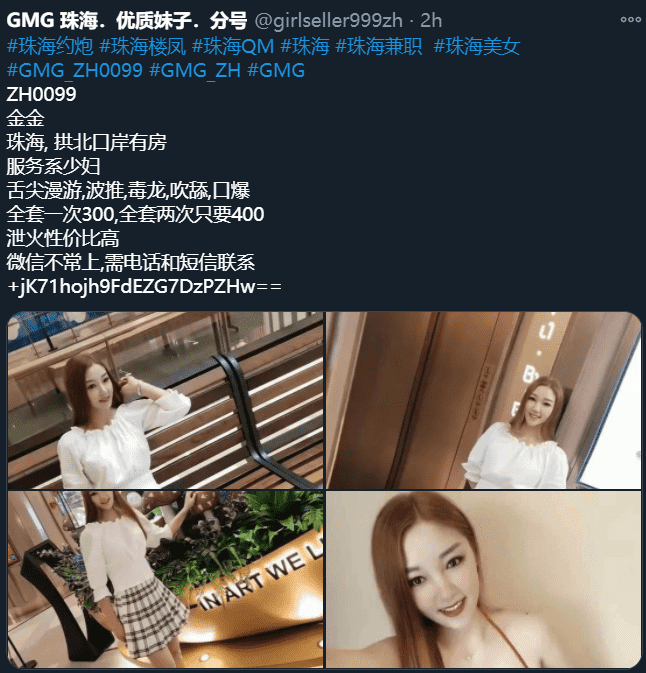 GMG 珠海．优质妹子．分号 @girlseller999zh · 2h
#珠海约炮 #珠海楼凤 #珠海QM #珠海 #珠海兼职 #珠海美女
#GMG_ZH0099 #GMG_ZH #GMG
ZH0099
金金
珠海, 拱北口岸有房
服务系少妇
舌尖漫游,波推,毒龙,吹舔,口爆
全套一次300,全套两次只要400
泄火性价比高
微信不常上,需电话和短信联系
+jK71hojh9FdEZG7DzPZHw==
IN ART WE